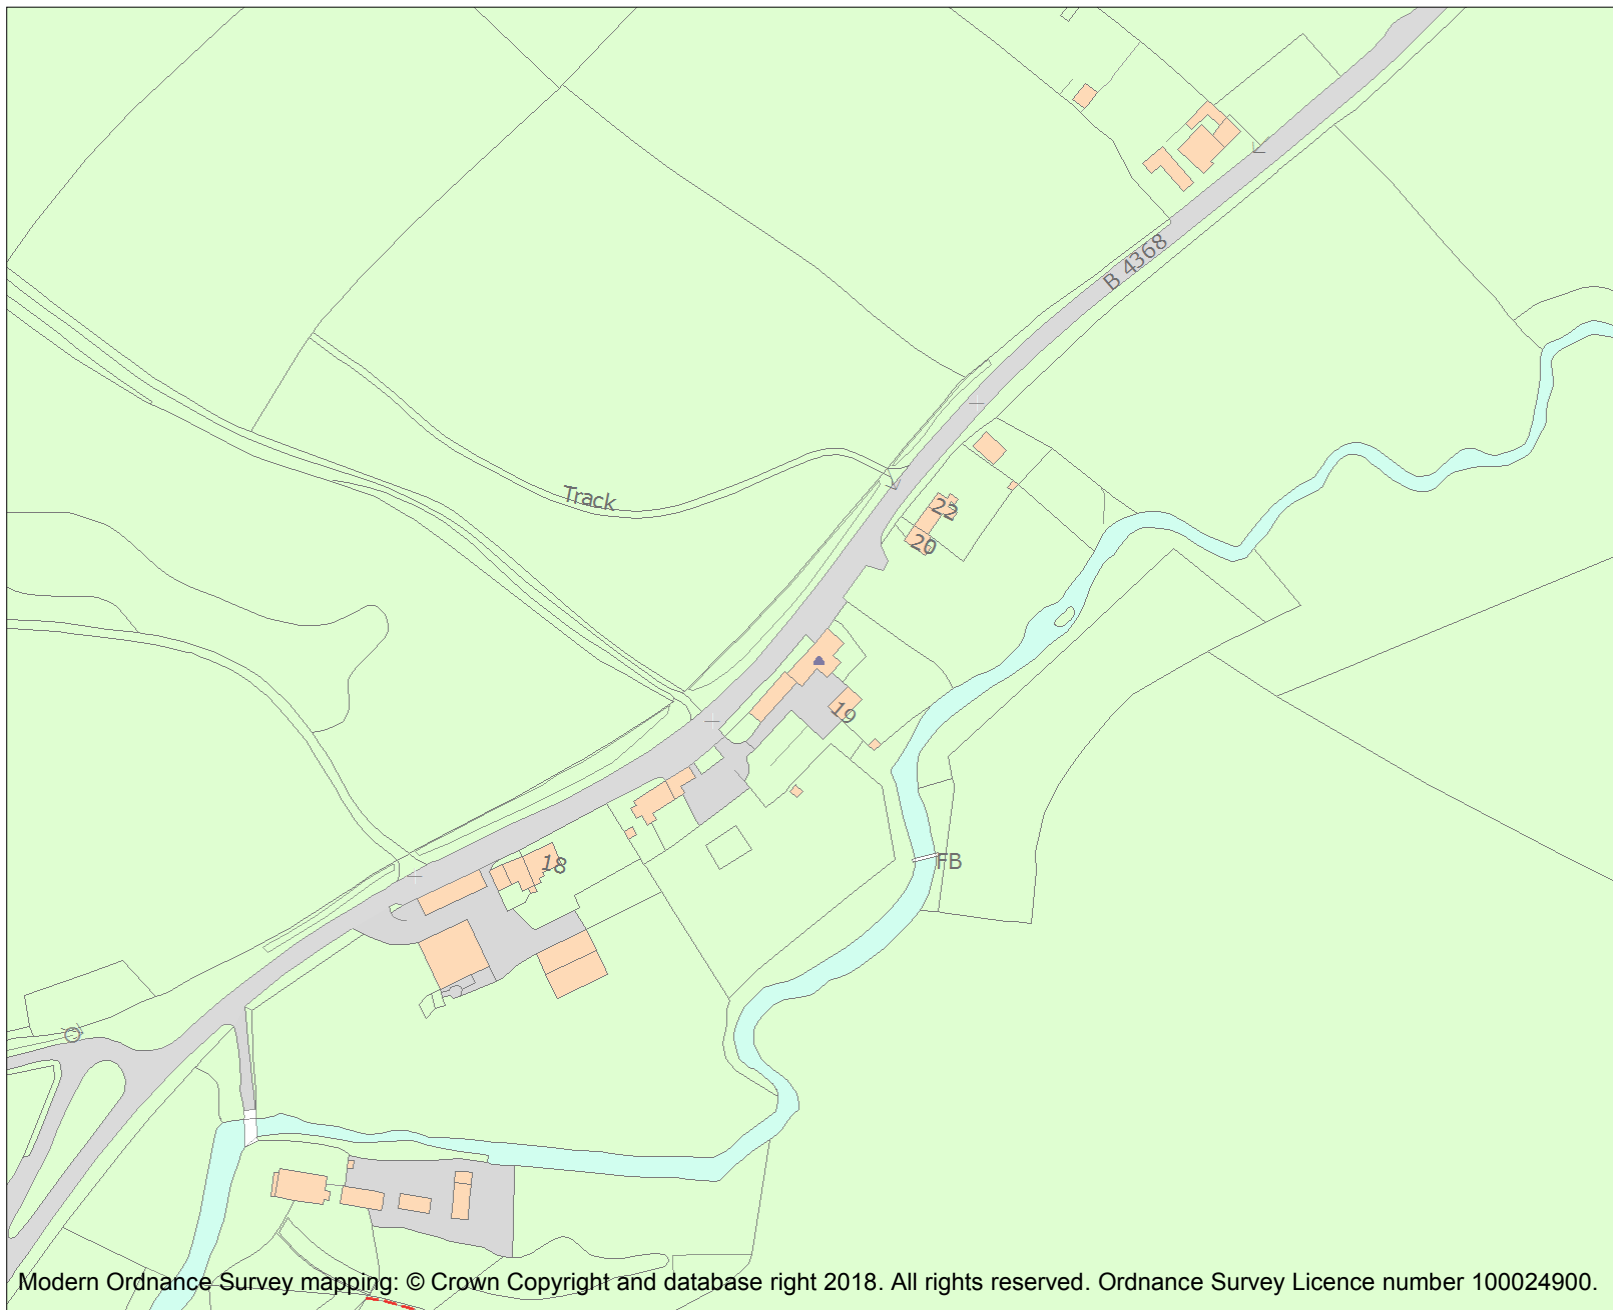 B 4368
Track
22
20
19
18
FB
Modern Ordnance Survey mapping: © Crown Copyright and database right 2018. All rights reserved. Ordnance Survey Licence number 100024900.